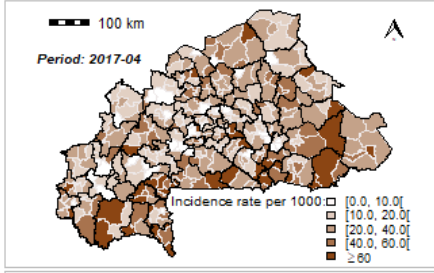 100 km
Period: 2017-04
Incidence rate per 1000:
[0.0, 10.0[
[10.0, 20.0[
[20.0, 40.0[
[40.0, 60.0[
≥60